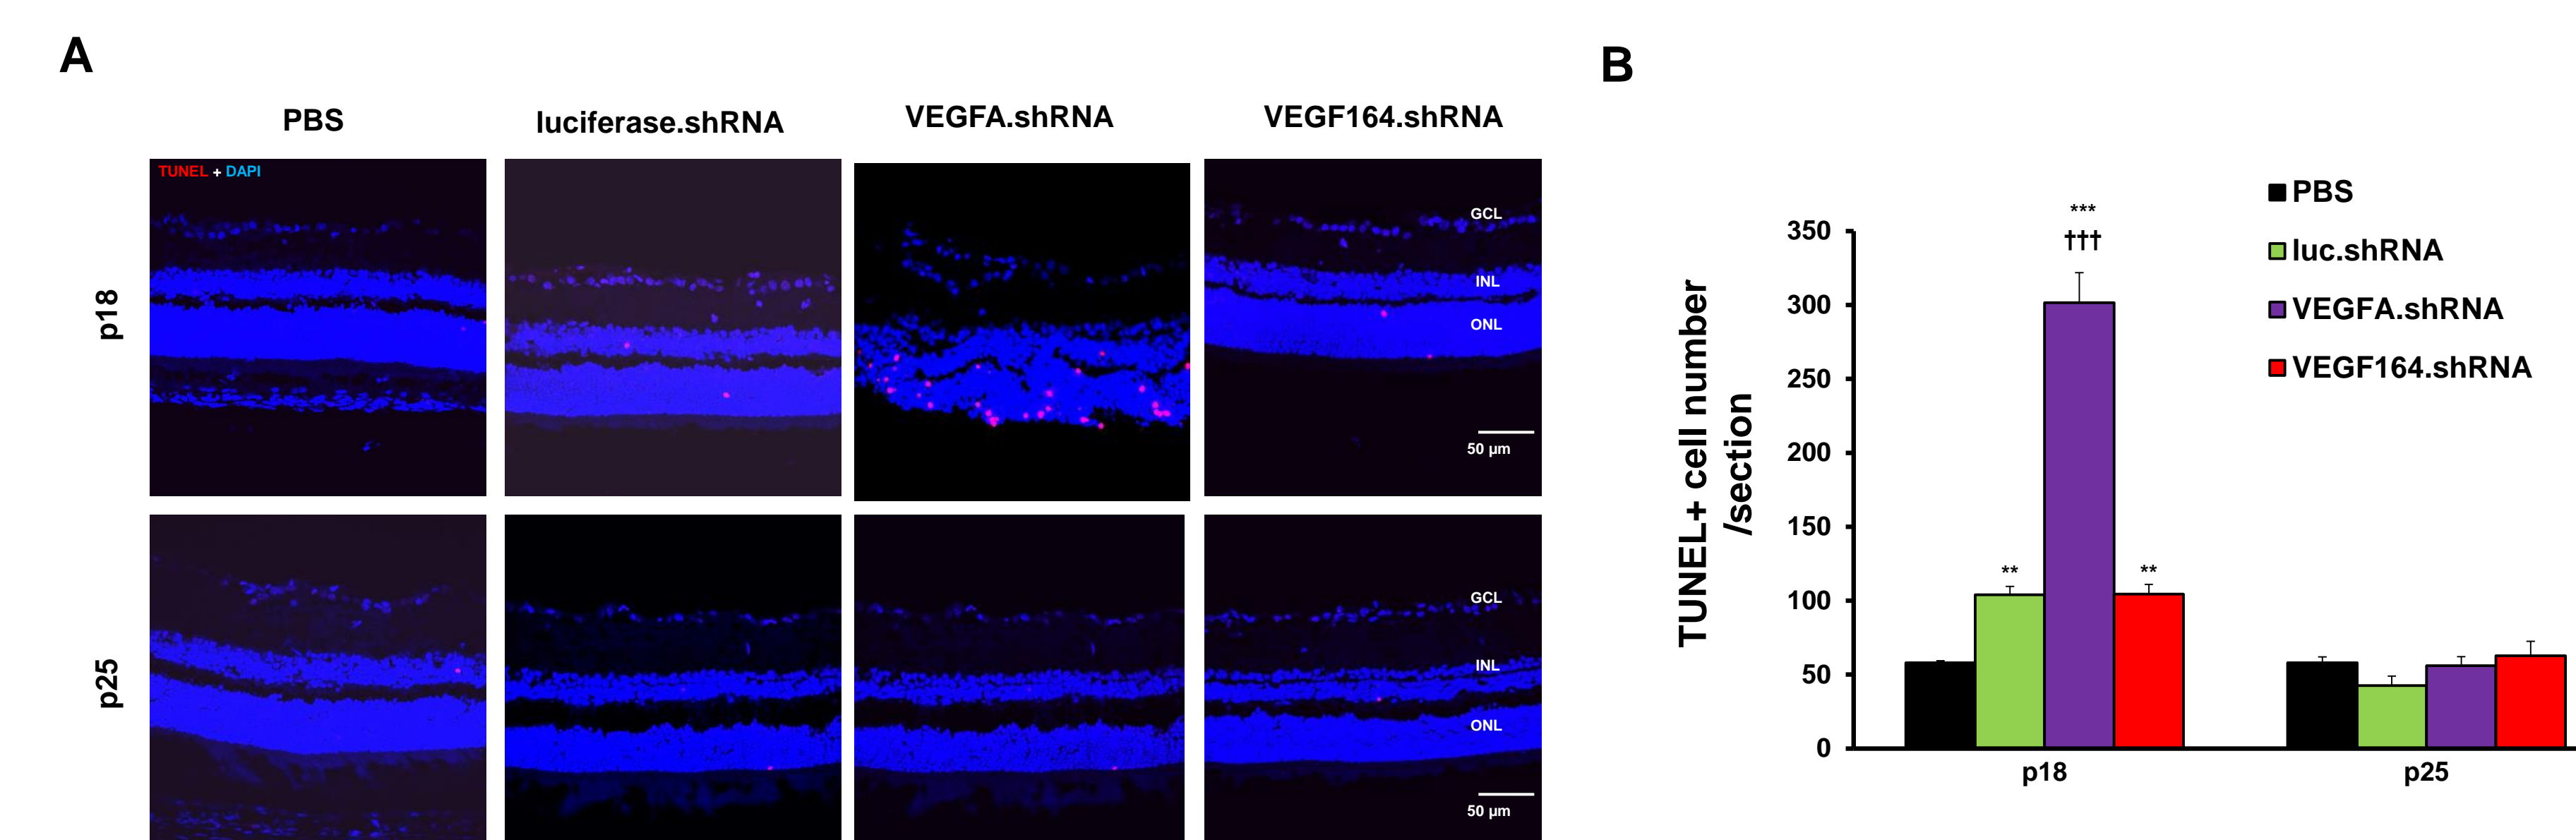 A
PBS
luciferase.shRNA
VEGFA.shRNA
VEGF164.shRNA
p18
TUNEL + DAPI
GCL
INL
ONL
50 µm
p25
GCL
INL
ONL
50 µm
B
TUNEL+ cell number
/section
350
300
250
200
150
100
50
0
***
†††
**
**
p18
p25
PBS
luc.shRNA
VEGFA.shRNA
VEGF164.shRNA